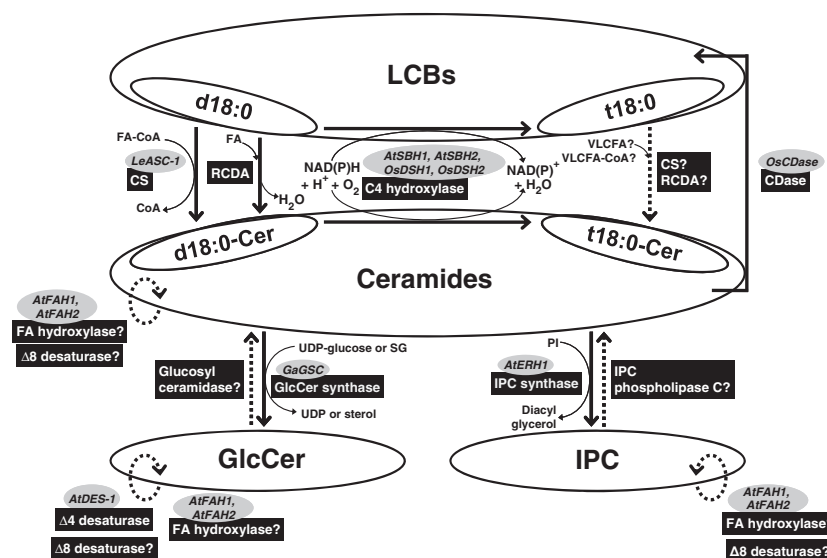 LCBs
d18:0
t18:0
FA-CoA
LeASC-1
CS
CoA
FA
RCDA
H2O
NAD(P)H
+ H+ + O2
AtSBH1, AtSBH2,
OsDSH1, OsDSH2
C4 hydroxylase
NAD(P)+
+ H2O
VLCFA?
VLCFA-CoA?
CS?
RCDA?
OsCDase
CDase
d18:0-Cer
t18:0-Cer
Ceramides
AtFAH1,
AtFAH2
FA hydroxylase?
Δ8 desaturase?
Glucosyl
ceramidase?
UDP-glucose or SG
GaGSC
GlcCer synthase
UDP or sterol
PI
AtERH1
IPC synthase
Diacyl
glycerol
IPC
phospholipase C?
GlcCer
IPC
AtDES-1
Δ4 desaturase
Δ8 desaturase?
AtFAH1,
AtFAH2
FA hydroxylase?
AtFAH1,
AtFAH2
FA hydroxylase
Δ8 desaturase?